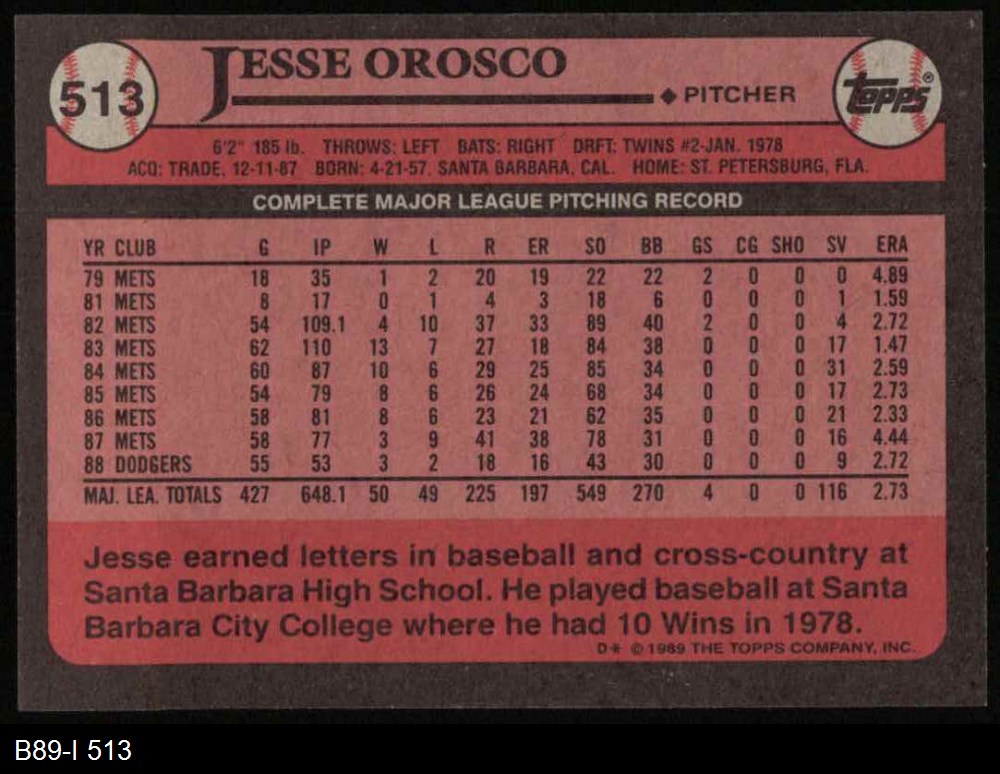 513
JESSE OROSCO
◆ PITCHER
Topps®
6'2" 185 lb. THROWS: LEFT BATS: RIGHT DRFT: TWINS #2-JAN. 1978
ACQ: TRADE, 12-11-87 BORN: 4-21-57, SANTA BARBARA, CAL. HOME: ST. PETERSBURG, FLA.
COMPLETE MAJOR LEAGUE PITCHING RECORD
YR CLUB G IP W L R ER SO BB GS CG SHO SV ERA
79 METS 18 35 1 2 20 19 22 22 2 0 0 0 4.89
81 METS 8 17 0 1 4 3 18 6 0 0 0 1 1.59
82 METS 54 109.1 4 10 37 33 89 40 2 0 0 4 2.72
83 METS 62 110 13 7 27 18 84 38 0 0 0 17 1.47
84 METS 60 87 10 6 29 25 85 34 0 0 0 31 2.59
85 METS 54 79 8 6 26 24 68 34 0 0 0 17 2.73
86 METS 58 81 8 6 23 21 62 35 0 0 0 21 2.33
87 METS 58 77 3 9 41 38 78 31 0 0 0 16 4.44
88 DODGERS 55 53 3 2 18 16 43 30 0 0 0 9 2.72
MAJ. LEA. TOTALS 427 648.1 50 49 225 197 549 270 4 0 0 116 2.73
Jesse earned letters in baseball and cross-country at
Santa Barbara High School. He played baseball at Santa
Barbara City College where he had 10 Wins in 1978.
D* © 1989 THE TOPPS COMPANY, INC.
B89-I 513